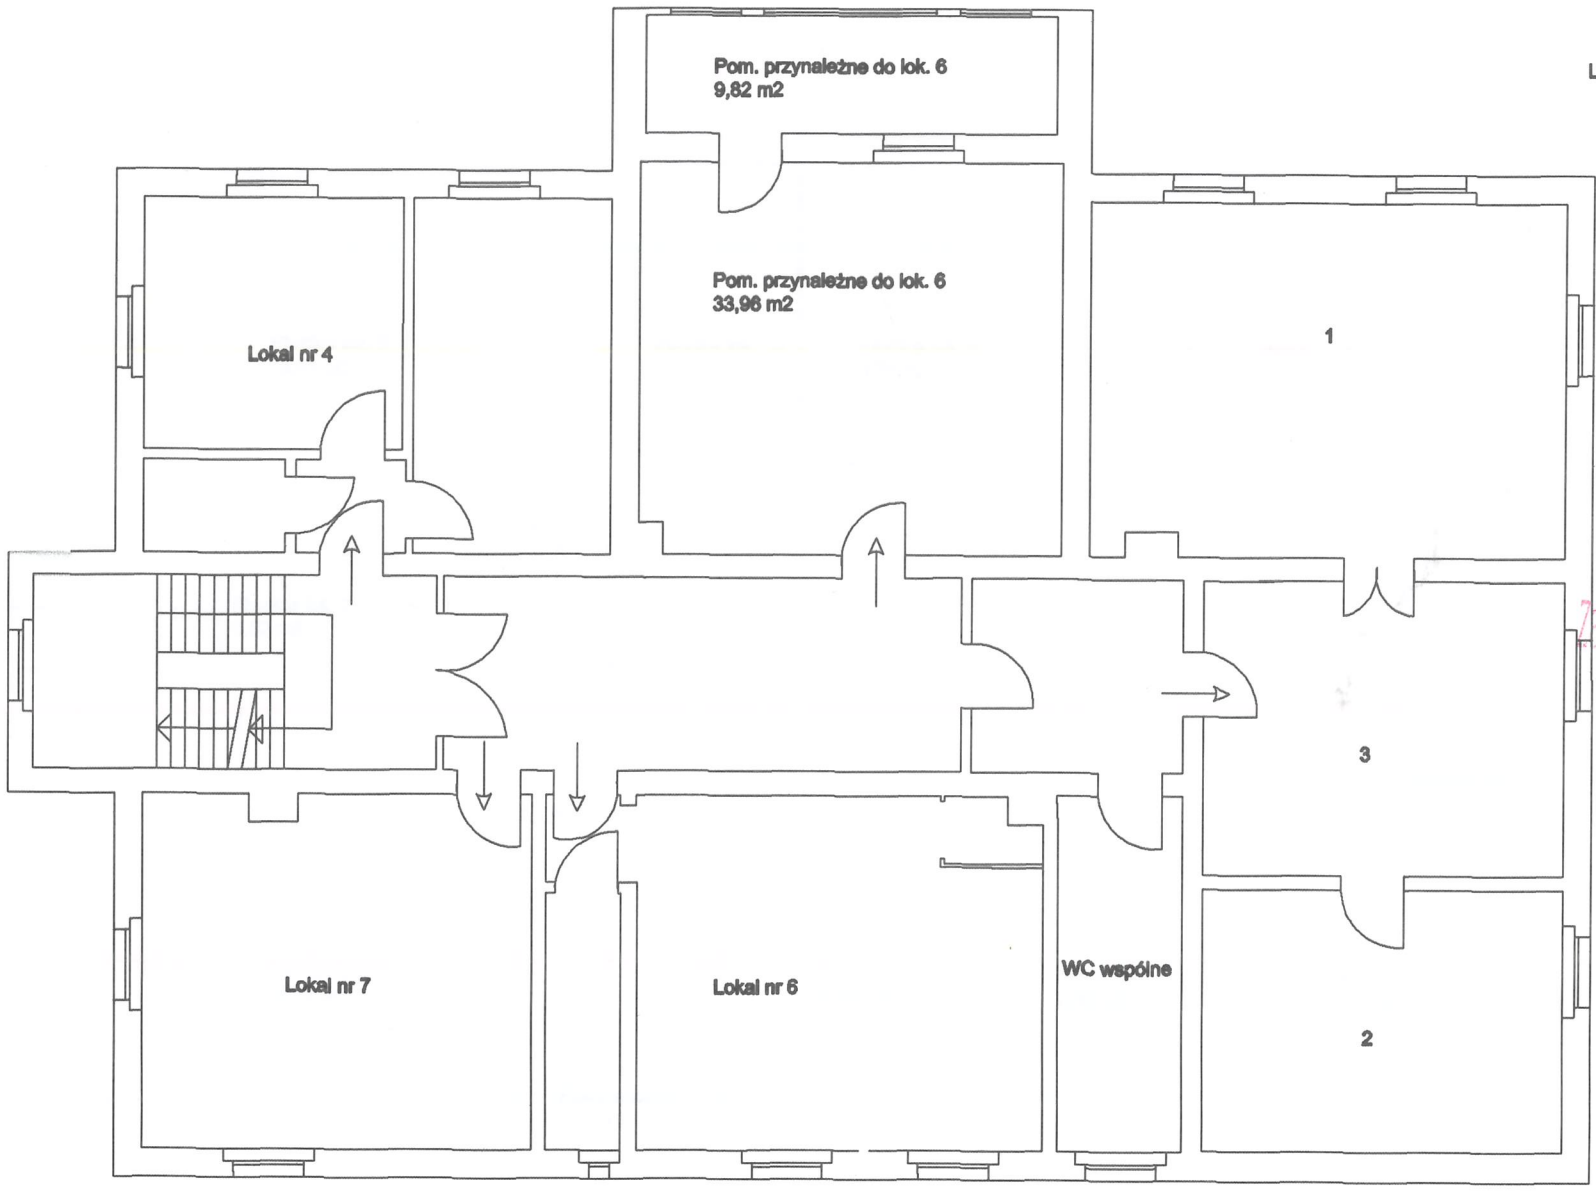 Pom. przynależne do lok. 6
9,82 m2
L
Pom. przynależne do lok. 6
33,96 m2
1
Lokal nr 4
3
Lokal nr 7
Lokal nr 6
WC wspólne
2